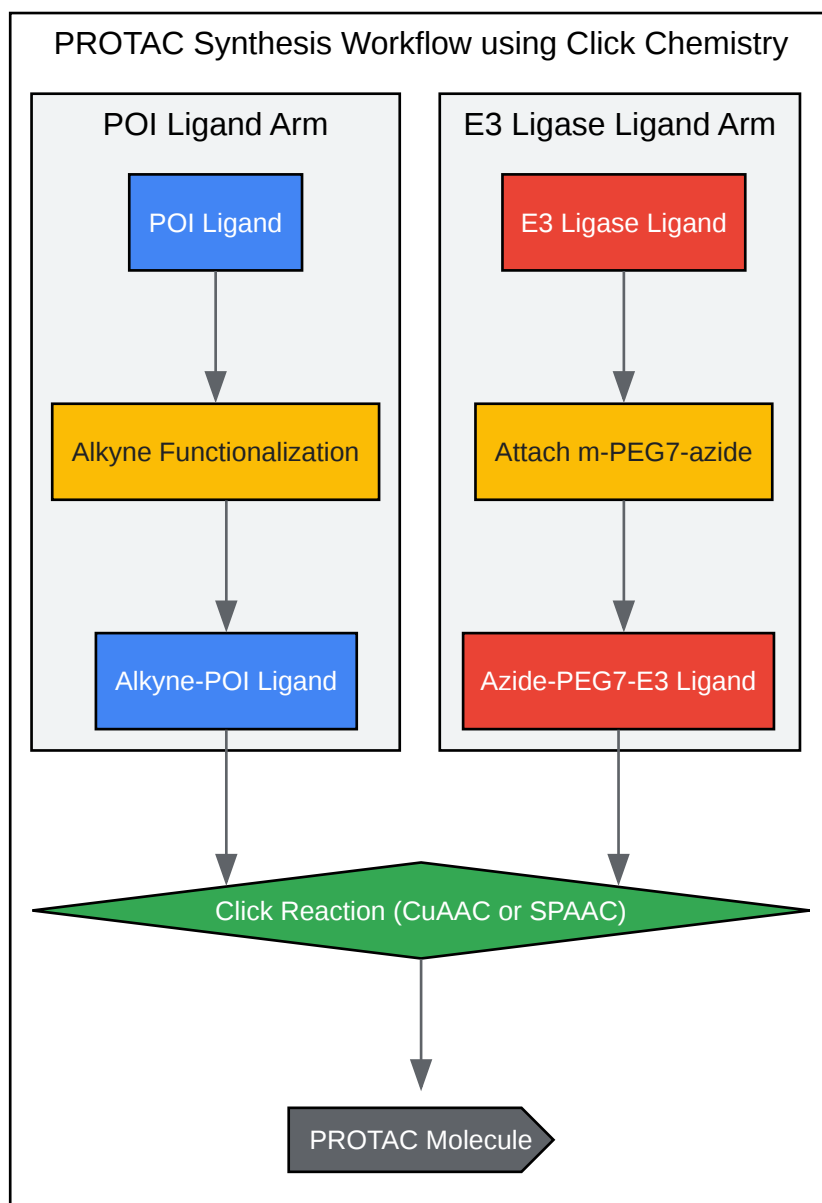 PROTAC Synthesis Workflow using Click Chemistry
POI Ligand Arm
POI Ligand
Alkyne Functionalization
Alkyne-POI Ligand
E3 Ligase Ligand Arm
E3 Ligase Ligand
Attach m-PEG7-azide
Azide-PEG7-E3 Ligand
Click Reaction (CuAAC or SPAAC)
PROTAC Molecule